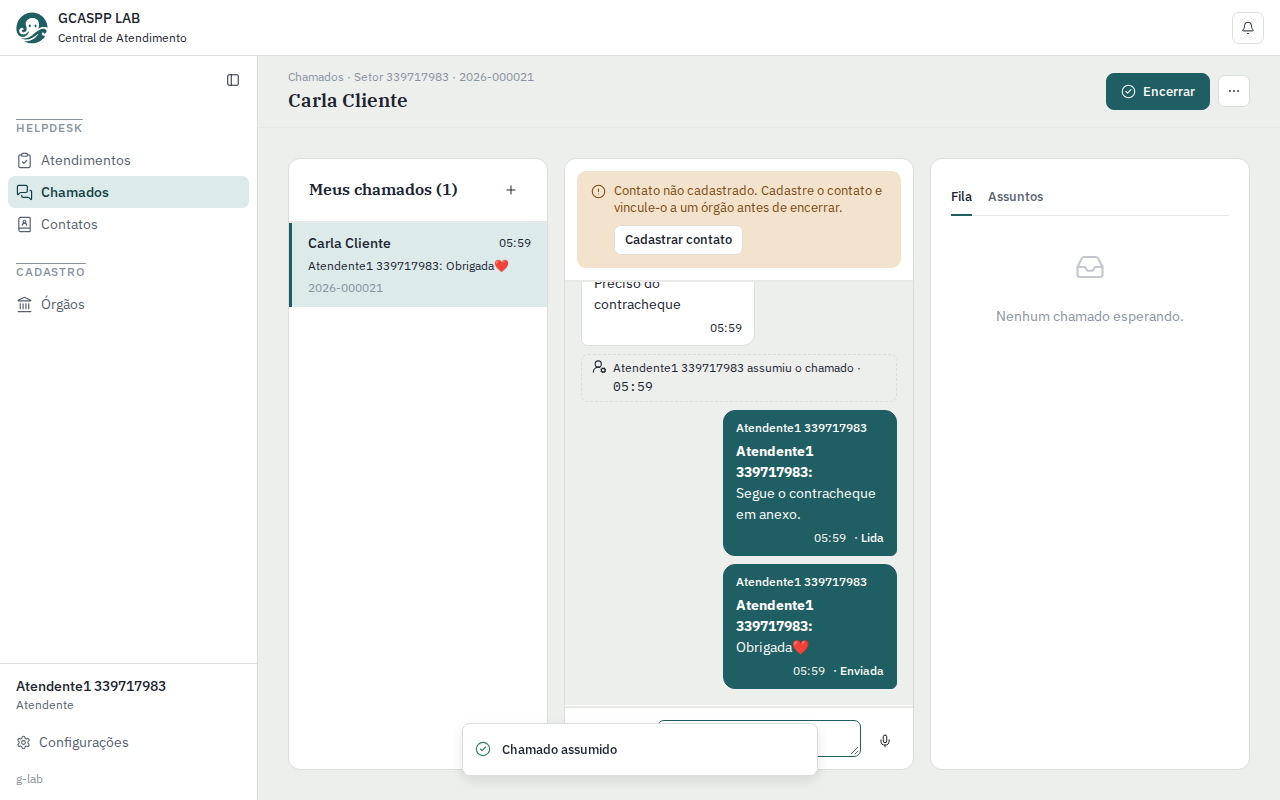 GCASPP LAB
Central de Atendimento
HELPDESK
Atendimentos
Chamados
Contatos
CADASTRO
Órgãos
Atendente1 339717983
Atendente
Configurações
g-lab
Chamados · Setor 339717983 · 2026-000021
Carla Cliente
Encerrar
Meus chamados (1)
Carla Cliente 05:59
Atendente1 339717983: Obrigada❤️
2026-000021
Contato não cadastrado. Cadastre o contato e
vincule-o a um órgão antes de encerrar.
Cadastrar contato
Preciso do
contracheque
05:59
Atendente1 339717983 assumiu o chamado ·
05:59
Atendente1 339717983
Atendente1
339717983:
Segue o contracheque
em anexo.
05:59 · Lida
Atendente1 339717983
Atendente1
339717983:
Obrigada❤️
05:59 · Enviada
Chamado assumido
Fila Assuntos
Nenhum chamado esperando.